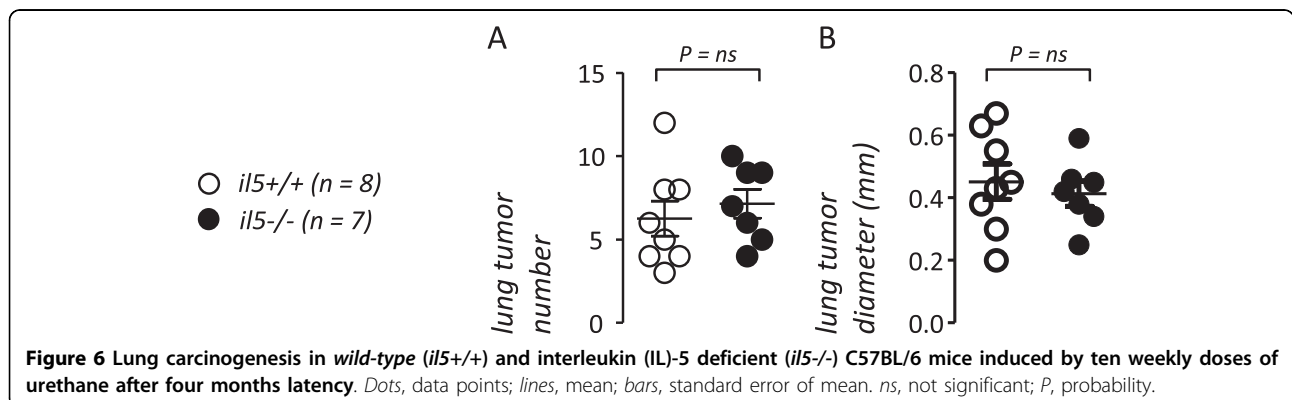 A
B
P = ns
P = ns
15
10
5
0
lung tumor
number
0.8
0.6
0.4
0.2
0.0
lung tumor
diameter (mm)
il5+/+ (n = 8)
il5-/- (n = 7)
Figure 6 Lung carcinogenesis in wild-type (il5+/+) and interleukin (IL)-5 deficient (il5-/-) C57BL/6 mice induced by ten weekly doses of
urethane after four months latency. Dots, data points; lines, mean; bars, standard error of mean. ns, not significant; P, probability.